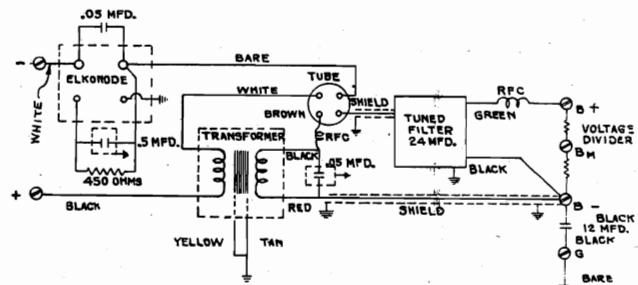 .05 MFD.
-
ELKONODE
WHITE
BARE
WHITE
TUBE
BROWN
SHIELD
RFC
.5 MFD.
450 OHMS
TRANSFORMER
BLACK
.05 MFD.
TUNED
FILTER
24 MFD.
RFC
GREEN
BLACK
B +
VOLTAGE
DIVIDER
BM
+
BLACK
RED
SHIELD
B -
BLACK
12 MFD.
BLACK
G
BARE
YELLOW
TAN